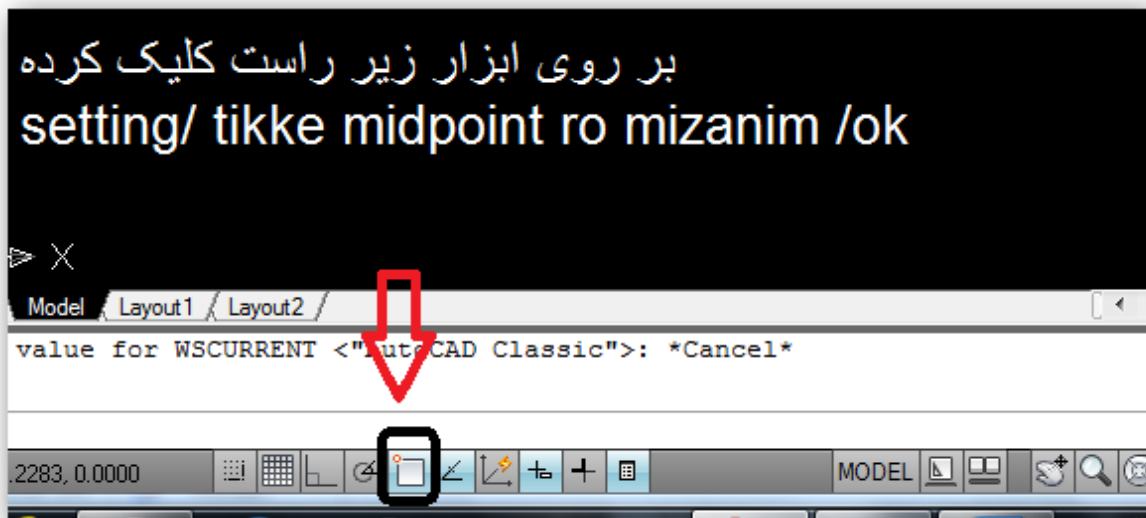 بر روی ابزار زیر راست کلیک کرده
setting/ tikke midpoint ro mizanim /ok
X
Model Layout1 Layout2
value for WSCURRENT <"AutoCAD Classic">: *Cancel*
.2283, 0.0000 MODEL